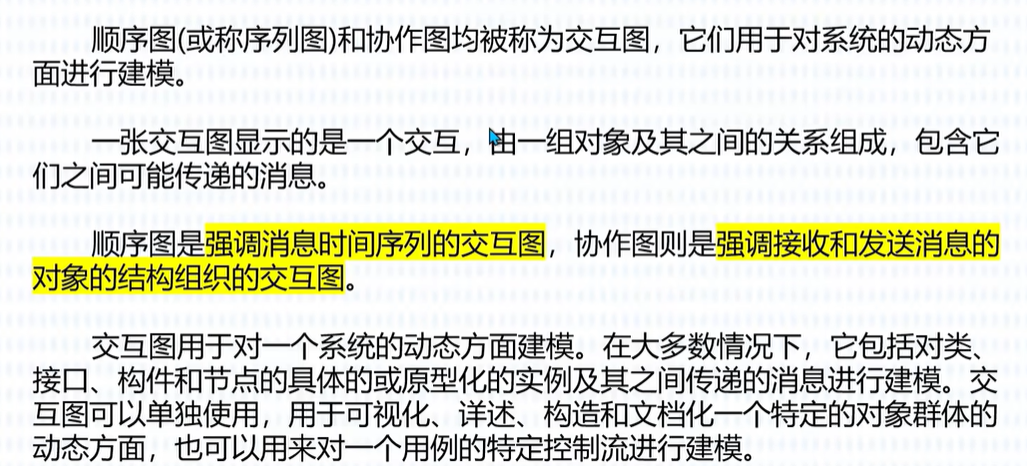 顺序图(或称序列图)和协作图均被称为交互图，它们用于对系统的动态方
面进行建模。
一张交互图显示的是一个交互，由一组对象及其之间的关系组成，包含它
们之间可能传递的消息。
顺序图是强调消息时间序列的交互图，协作图则是强调接收和发送消息的
对象的结构组织的交互图。
交互图用于对一个系统的动态方面建模。在大多数情况下，它包括对类、
接口、构件和节点的具体的或原型化的实例及其之间传递的消息进行建模。交
互图可以单独使用，用于可视化、详述、构造和文档化一个特定的对象群体的
动态方面，也可以用来对一个用例的特定控制流进行建模。